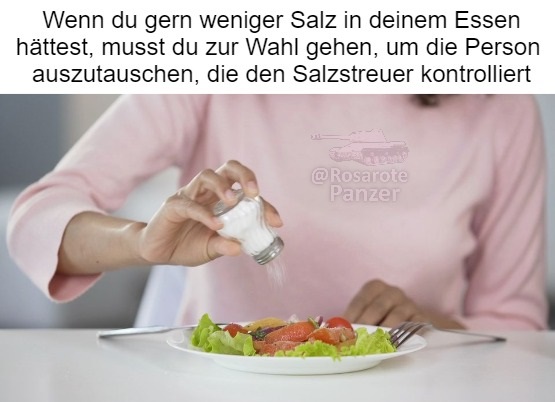 Wenn du gern weniger Salz in deinem Essen
hättest, musst du zur Wahl gehen, um die Person
auszutauschen, die den Salzstreuer kontrolliert
@Rosarote
Panzer